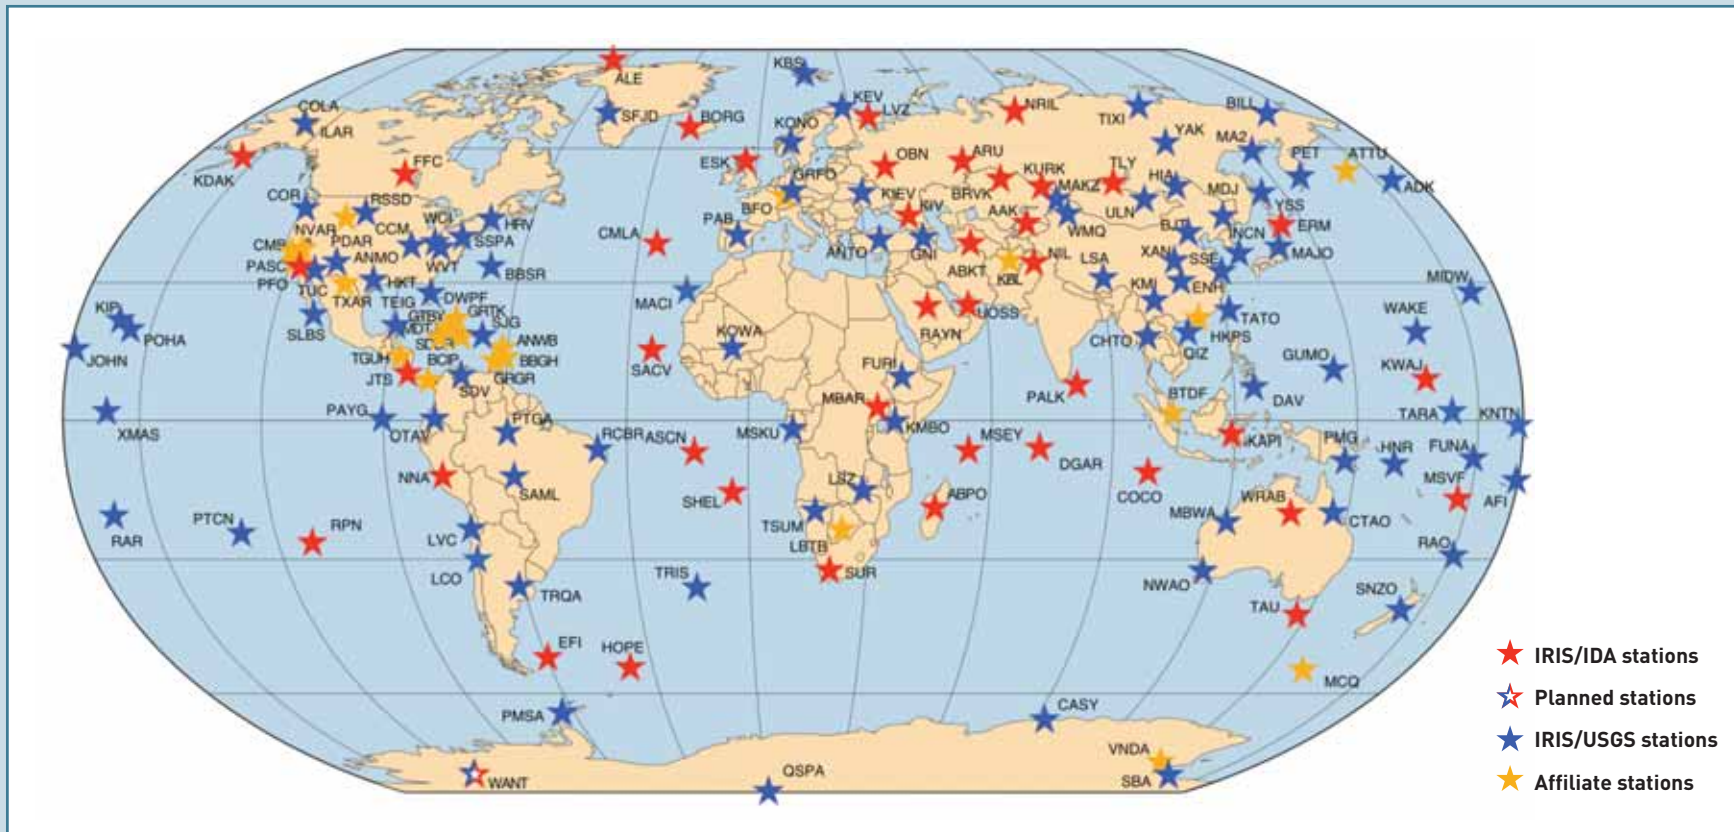 KBS
ALE
COLA
ILAR
SFJD
BORG
KEV
LVZ
KONO
NRIL
TIXI
BILL
YAK
MA2
KDAK
FFC
ESK
GRFO
OBN
ARU
KURK
TLY
PET
ATTU
ADK
COR
RSSD
BFO
KIEV
BRVK
MAKZ
HIA
MDJ
YSS
NVAR
CCM
WCI
HRV
SSPA
PAB
KIV
AAK
ULN
BJT
INCN
ERM
CMB
PDAR
ANMO
WVT
CMLA
ANTO
GNI
WMQ
XAN
SSE
MAJO
PASC
PFO
TUC
HKT
BBSR
ABKT
NIL
LSA
KBL
KMI
ENH
MIDW
TXAR
TEIG
DWPF
MACI
KIP
POHA
SLBS
GTBY
GRTK
MDT
SJG
KOWA
RAYN
UOSS
TATO
WAKE
JOHN
TGUH
BCIP
ANWB
BBGH
SACV
CHTO
QIZ
HKPS
GUMO
JTS
SDV
GRGR
FURI
PALK
BTDF
DAV
KWAJ
XMAS
PAYG
OTAV
PTGA
RCBR
ASCN
MSKU
MBAR
KMBO
MSEY
DGAR
KAPI
PMG
HNR
TARA
KNTN
FUNA
NNA
SAML
SHEL
LSZ
ABPO
COCO
WRAB
MSVF
AFI
RAR
PTCN
RPN
LVC
TSUM
LBTB
MBWA
CTAO
RAO
LCO
TRQA
TRIS
SUR
NWAO
SNZO
TAU
EFI
HOPE
MCQ
PMSA
CASY
WANT
QSPA
VNDA
SBA
IRIS/IDA stations
Planned stations
IRIS/USGS stations
Affiliate stations